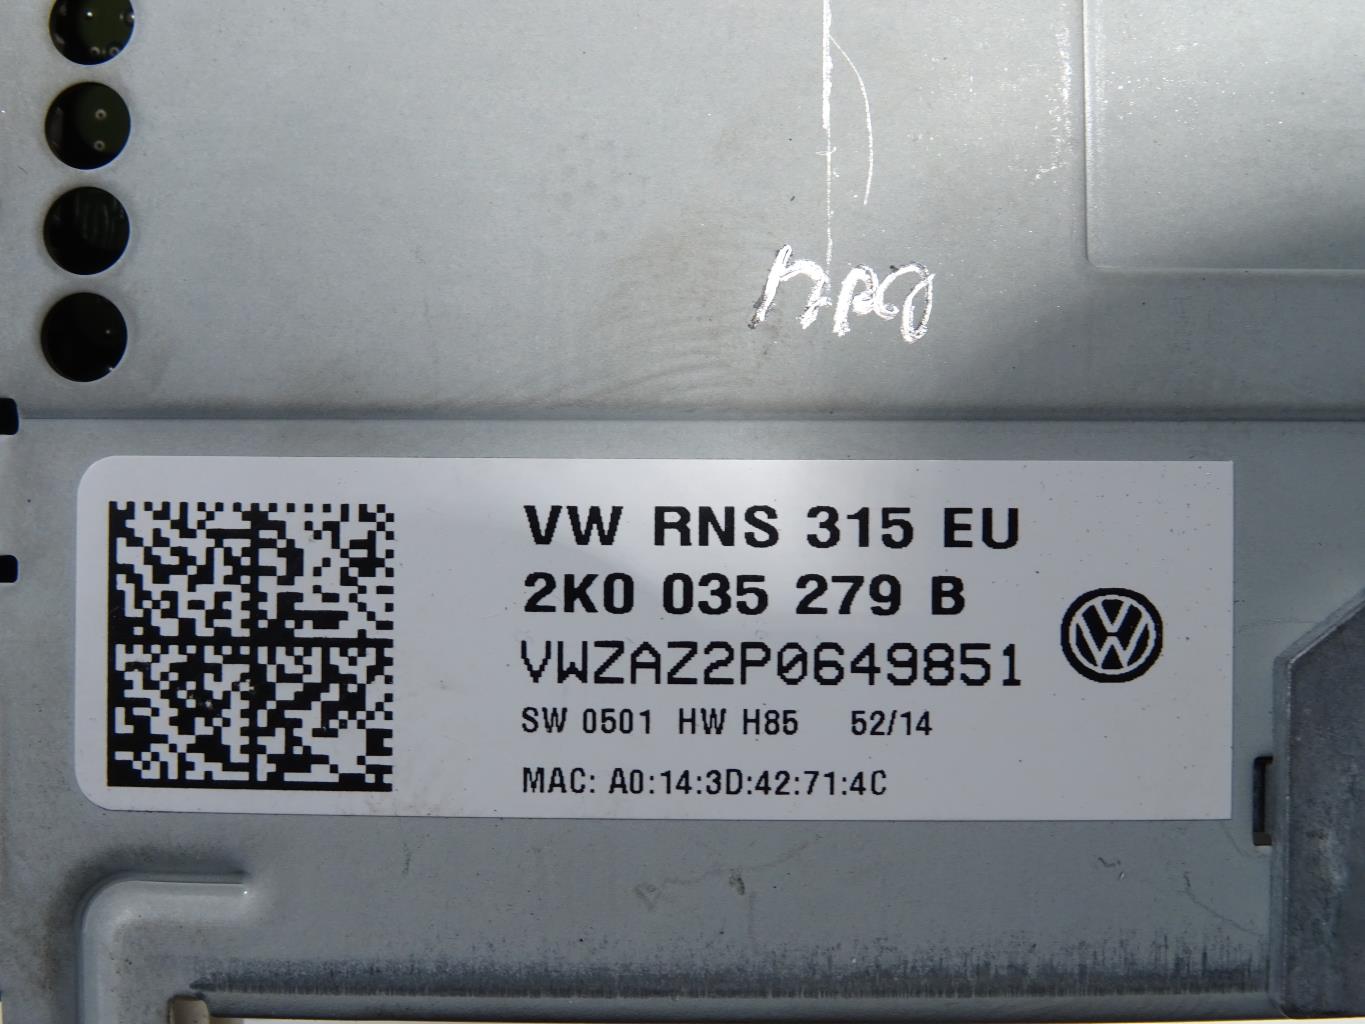 VW RNS 315 EU
2K0 035 279 B
VWZAZ2P0649851
SW 0501 HW H85 52/14
MAC: A0:14:3D:42:71:4C